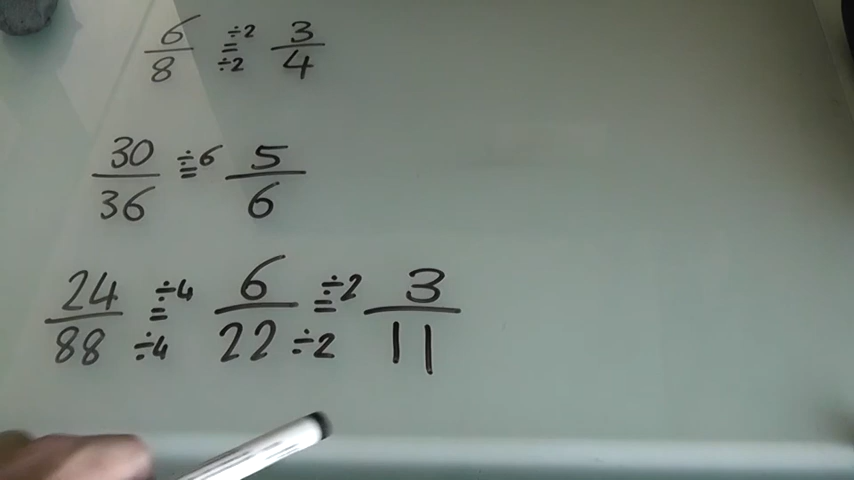 6/8 ÷2 = ÷2 3/4
30/36 ÷6 = 5/6
24/88 ÷4 = ÷4 6/22 ÷2 = ÷2 3/11